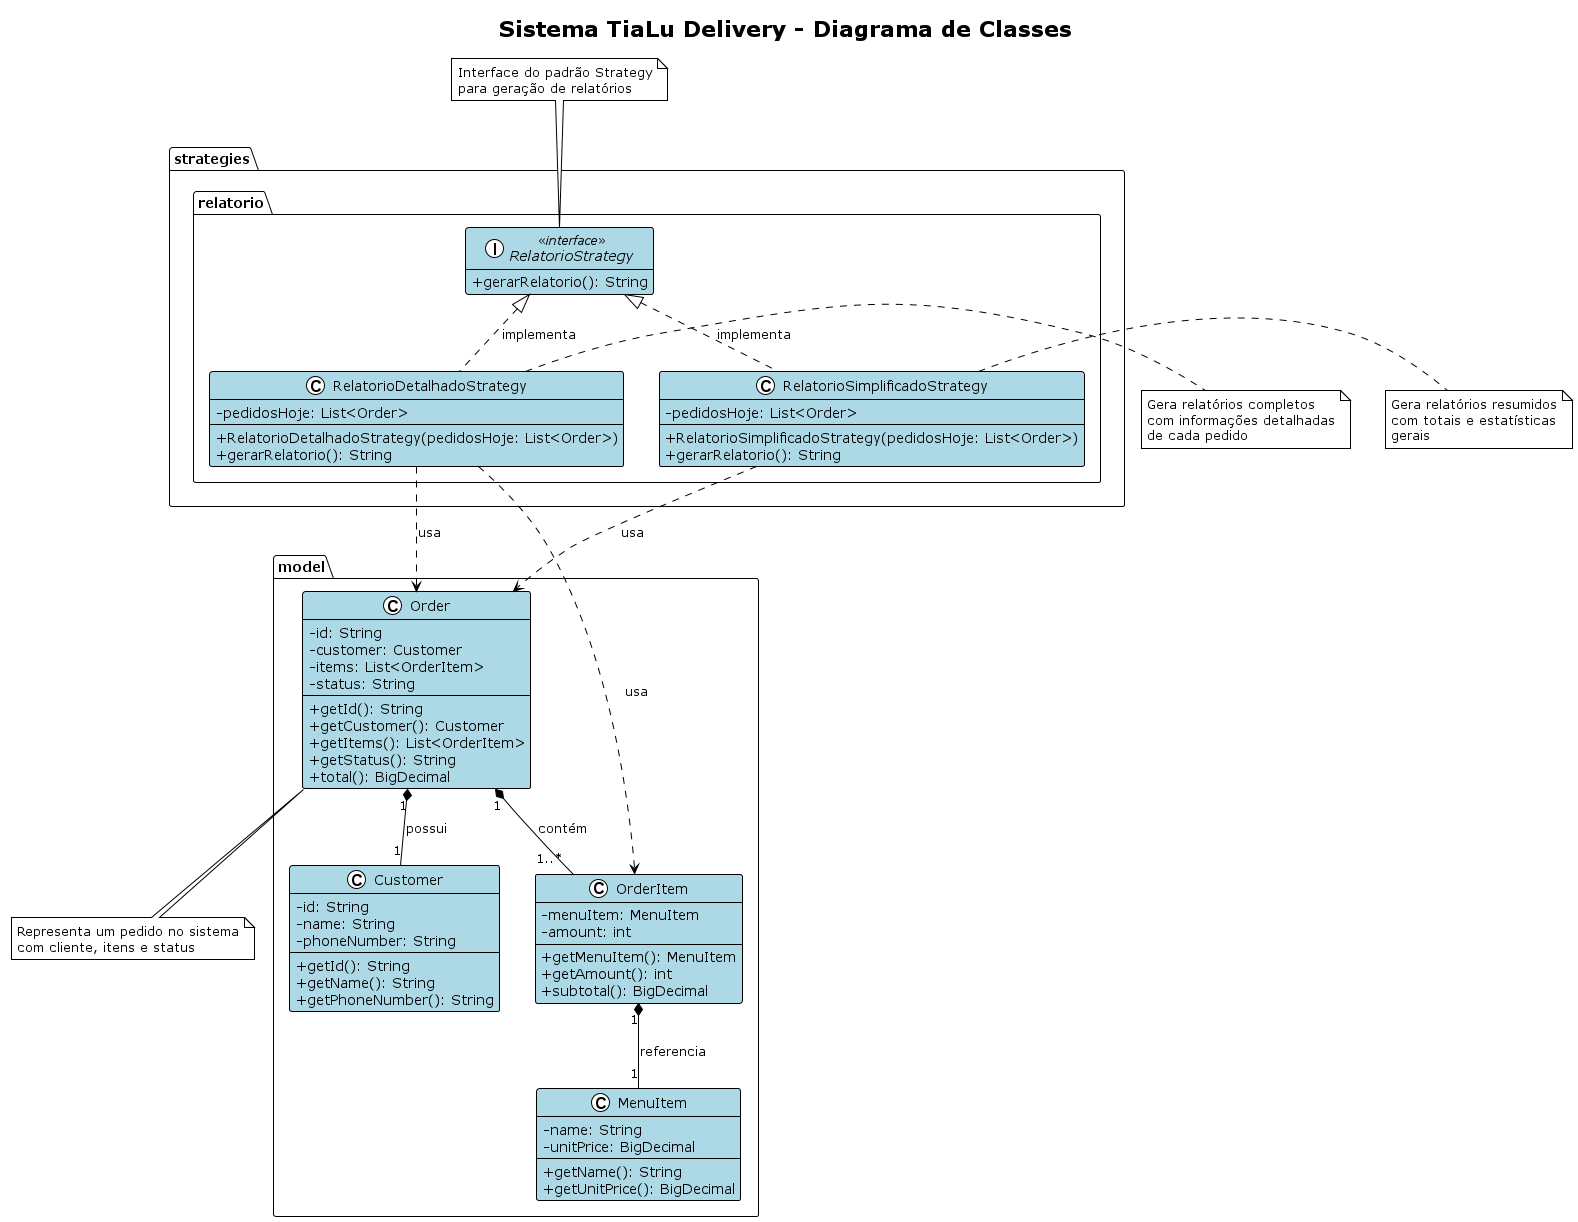 Sistema TiaLu Delivery - Diagrama de Classes
Interface do padrão Strategy
para geração de relatórios
strategies
relatorio
I
«interface»
RelatorioStrategy
+gerarRelatorio(): String
implementa
implementa
C RelatorioDetalhadoStrategy
-pedidosHoje: List<Order>
+RelatorioDetalhadoStrategy(pedidosHoje: List<Order>)
+gerarRelatorio(): String
C RelatorioSimplificadoStrategy
-pedidosHoje: List<Order>
+RelatorioSimplificadoStrategy(pedidosHoje: List<Order>)
+gerarRelatorio(): String
Gera relatórios completos
com informações detalhadas
de cada pedido
Gera relatórios resumidos
com totais e estatísticas
gerais
usa
usa
usa
model
C Order
-id: String
-customer: Customer
-items: List<OrderItem>
-status: String
+getId(): String
+getCustomer(): Customer
+getItems(): List<OrderItem>
+getStatus(): String
+total(): BigDecimal
1
possui
1
1
contém
1..*
Representa um pedido no sistema
com cliente, itens e status
C Customer
-id: String
-name: String
-phoneNumber: String
+getId(): String
+getName(): String
+getPhoneNumber(): String
C OrderItem
-menuItem: MenuItem
-amount: int
+getMenuItem(): MenuItem
+getAmount(): int
+subtotal(): BigDecimal
1
referencia
1
C MenuItem
-name: String
-unitPrice: BigDecimal
+getName(): String
+getUnitPrice(): BigDecimal